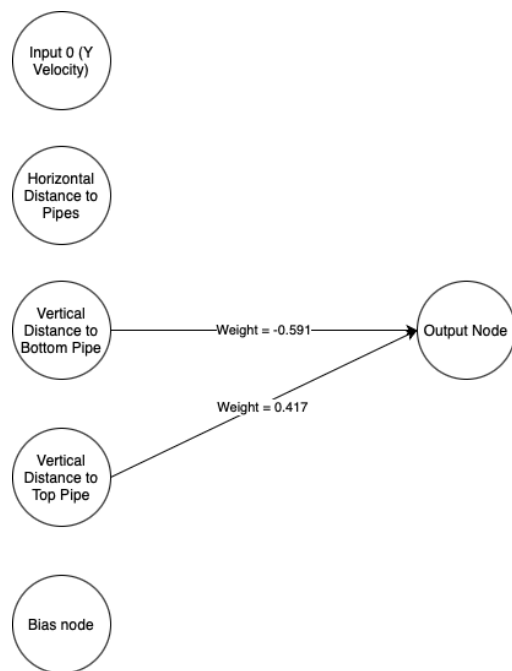 Input 0 (Y
Velocity)
Horizontal
Distance to
Pipes
Vertical
Distance to
Bottom Pipe
Weight = -0.591
Output Node
Weight = 0.417
Vertical
Distance to
Top Pipe
Bias node